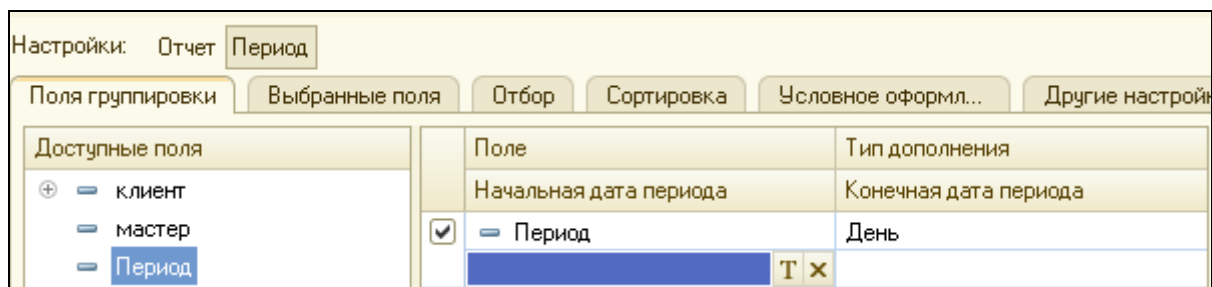 Настройки: Отчет Период
Поля группировки Выбранные поля Отбор Сортировка Условное оформл... Другие настрой
Доступные поля Поле Тип дополнения
клиент Начальная дата периода Конечная дата периода
мастер Период День
Период T ×